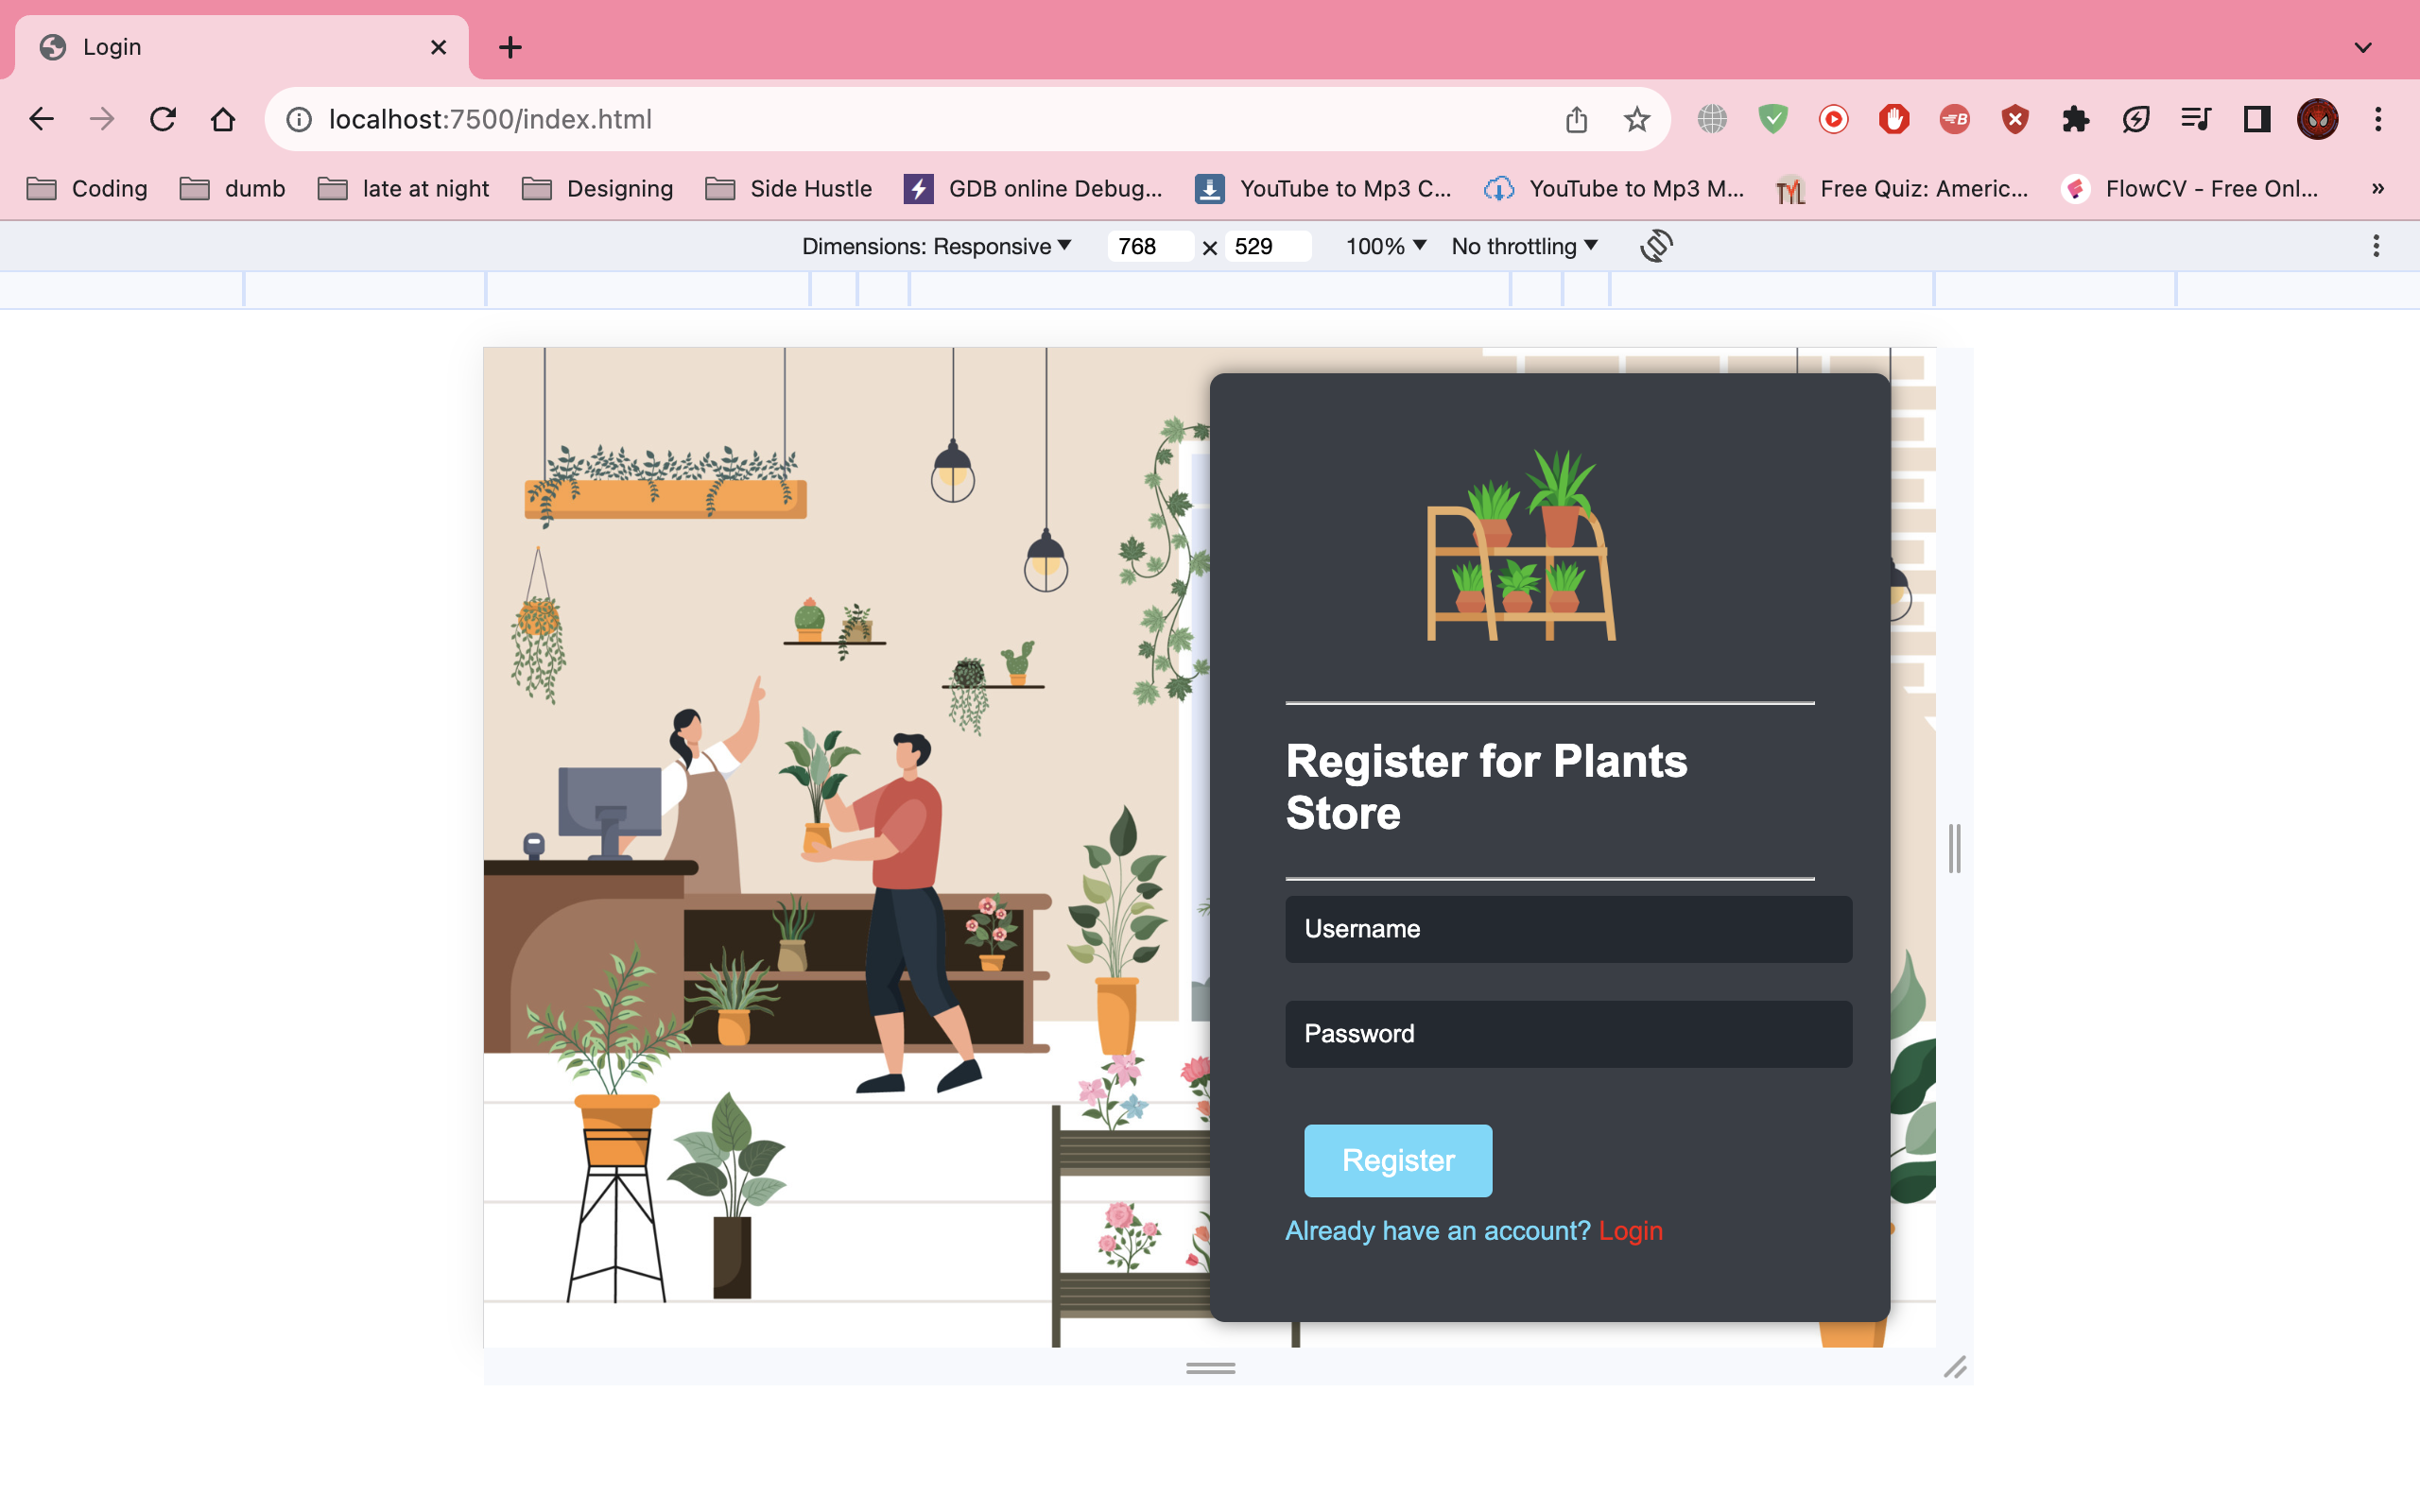 Login
localhost:7500/index.html
Coding dumb late at night Designing Side Hustle GDB online Debug... YouTube to Mp3 C... YouTube to Mp3 M... Free Quiz: Americ... FlowCV - Free Onl... »
Dimensions: Responsive 768 × 529 100% No throttling
Register for Plants
Store
Username
Password
Register
Already have an account? Login